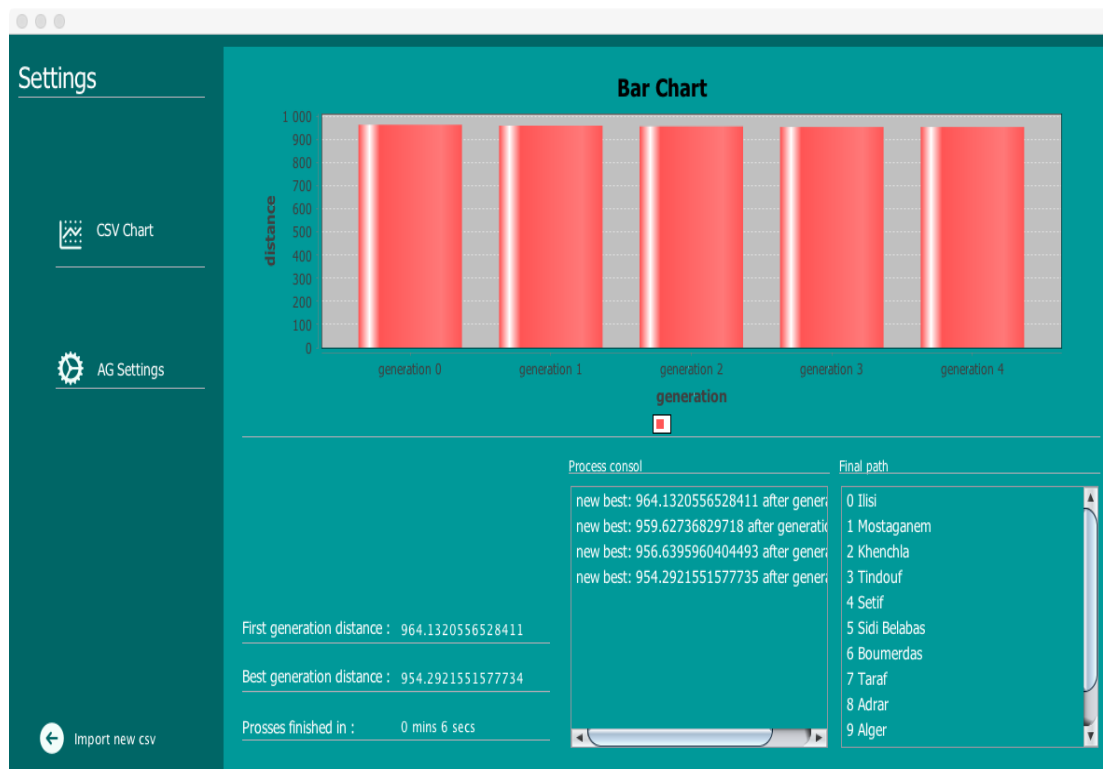 Settings
CSV Chart
AG Settings
Import new csv
Bar Chart
1 000
900
800
700
600
500
400
300
200
100
0
distance
generation 0 generation 1 generation 2 generation 3 generation 4
generation
First generation distance : 964.1320556528411
Best generation distance : 954.2921551577734
Prosses finished in : 0 mins 6 secs
Process consol
new best: 964.1320556528411 after genera
new best: 959.62736829718 after generatio
new best: 956.6395960404493 after genera
new best: 954.2921551577735 after genera
Final path
0 Ilisi
1 Mostaganem
2 Khenchla
3 Tindouf
4 Setif
5 Sidi Belabas
6 Boumerdas
7 Taraf
8 Adrar
9 Alger